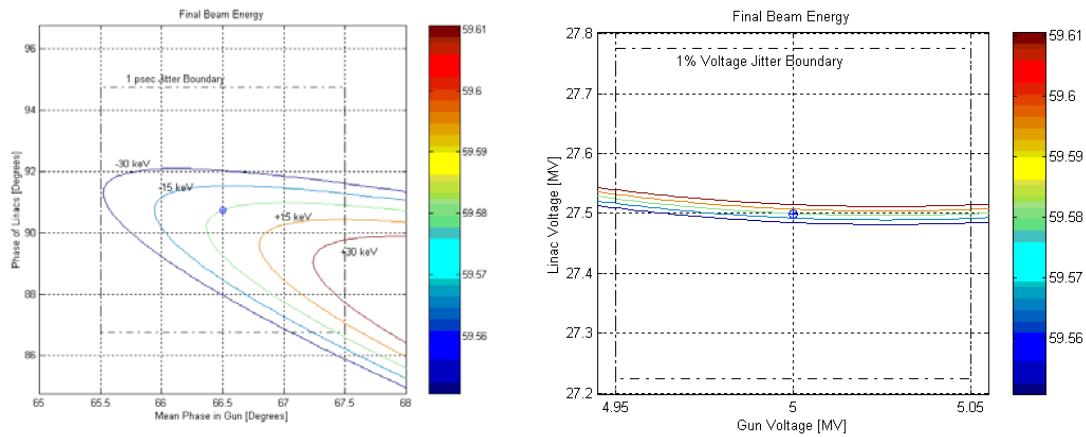 Final Beam Energy
96
94
92
90
88
86
65
65.5
66
66.5
67
67.5
68
Phase of Linacs [Degrees]
Mean Phase in Gun [Degrees]
1 psec Jitter Boundary
-30 keV
-15 keV
+15 keV
+30 keV
59.61
59.6
59.59
59.58
59.57
59.56
Final Beam Energy
27.8
27.7
27.6
27.5
27.4
27.3
27.2
4.95
5
5.05
Linac Voltage [MV]
Gun Voltage [MV]
1% Voltage Jitter Boundary
59.61
59.6
59.59
59.58
59.57
59.56